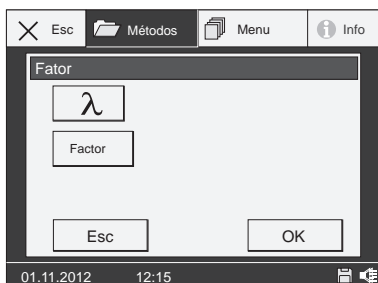 Esc Métodos Menu Info
Fator
λ
Factor
Esc OK
01.11.2012 12:15